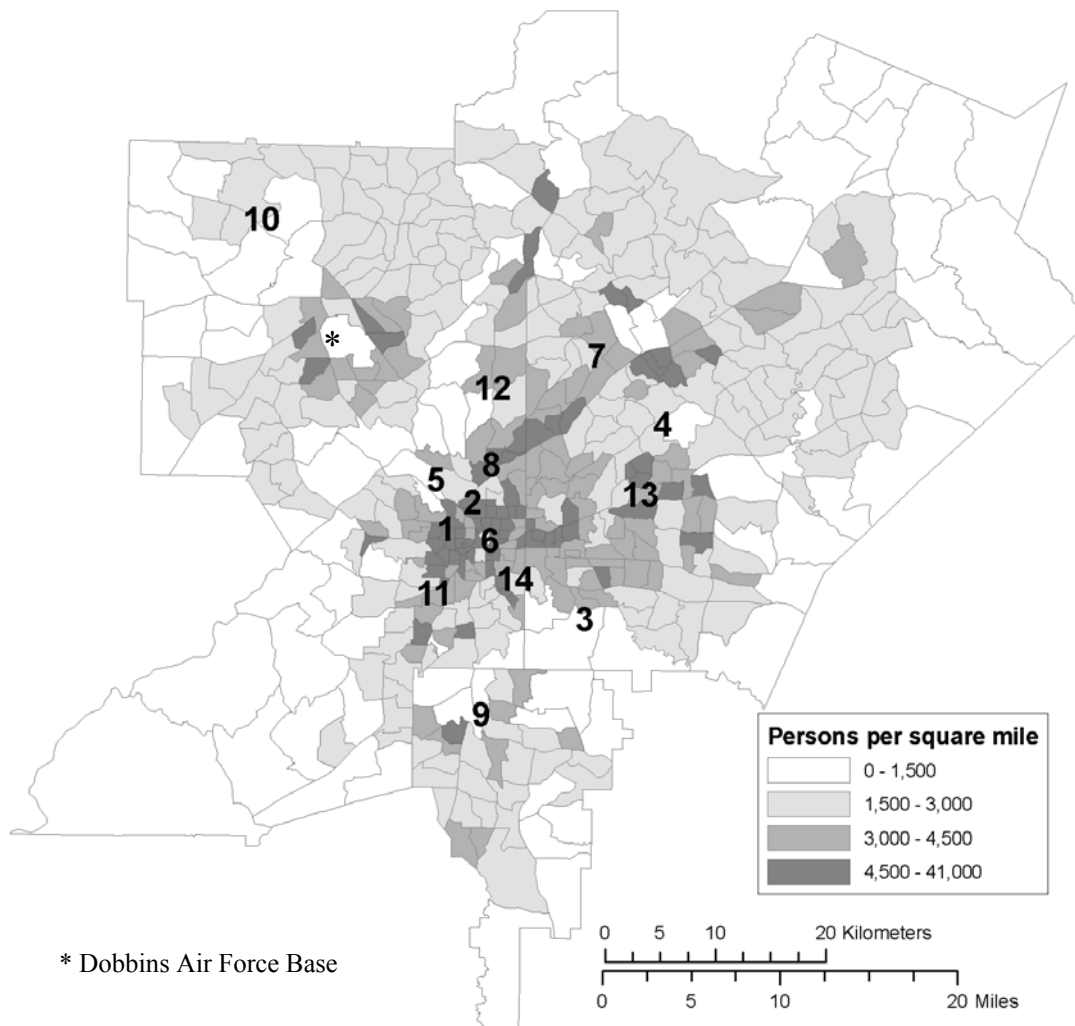 10
*
7
12
4
8
5
13
2
1
6
14
11
3
9
Persons per square mile
0 - 1,500
1,500 - 3,000
3,000 - 4,500
4,500 - 41,000
0 5 10 20 Kilometers
0 5 10 20 Miles
* Dobbins Air Force Base